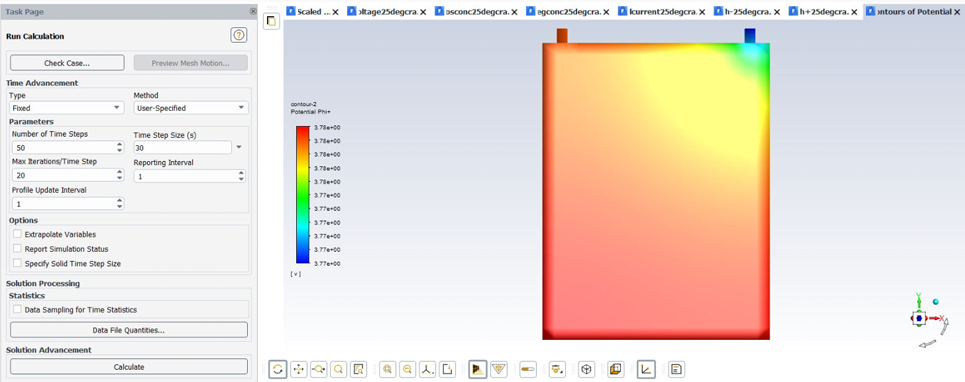 Task Page
Run Calculation
Check Case...
Preview Mesh Motion...
Time Advancement
Type
Method
Fixed
User-Specified
Parameters
Number of Time Steps
Time Step Size (s)
50
30
Max Iterations/Time Step
Reporting Interval
20
1
Profile Update Interval
1
Options
Extrapolate Variables
Report Simulation Status
Specify Solid Time Step Size
Solution Processing
Statistics
Data Sampling for Time Statistics
Data File Quantities...
Solution Advancement
Calculate
Scaled ...
oltage25degcra.
osconc25degcra.
egconc25degcra.
lcurrent25degcra.
h-25degcra.
h+25degcra.
ontours of Potential
contour-2
Potential Phi+
3.78e+00
3.78e+00
3.78e+00
3.78e+00
3.78e+00
3.77e+00
3.77e+00
3.77e+00
3.77e+00
3.77e+00
3.77e+00
[ v ]
Y
X